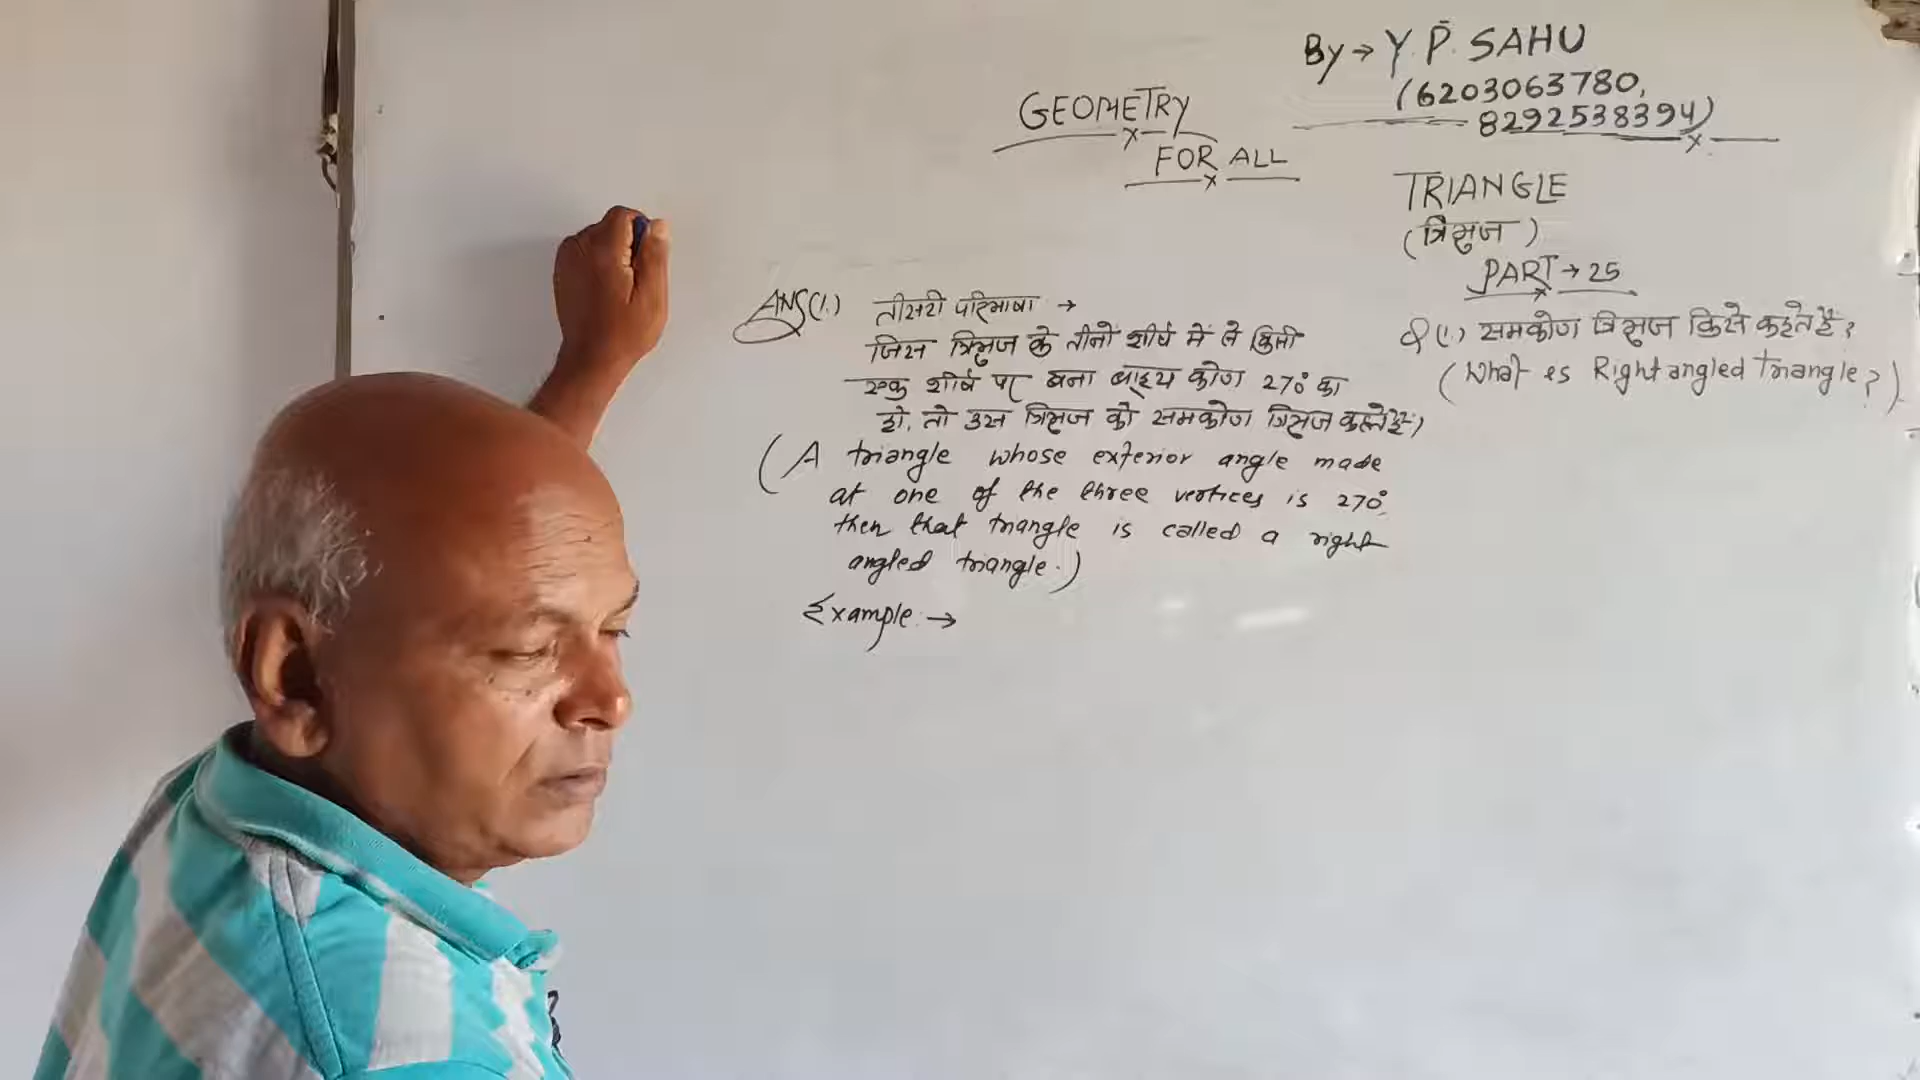 By → Y. P. SAHU
(6203063780,
8292538394)
GEOMETRY
FOR ALL
TRIANGLE
(त्रिभुज)
PART → 25
Q (1.) समकोण त्रिभुज किसे कहते हैं?
(What is Right angled Triangle?)
ANS(1.) तीसरी परिभाषा →
जिस त्रिभुज के तीनों शीर्ष में से किसी
एक शीर्ष पर बना बाह्य कोण 270° का
हो, तो उस त्रिभुज को समकोण त्रिभुज कहते हैं।
(A triangle whose exterior angle made
at one of the three vertices is 270°,
then that triangle is called a right
angled triangle.)
Example: →